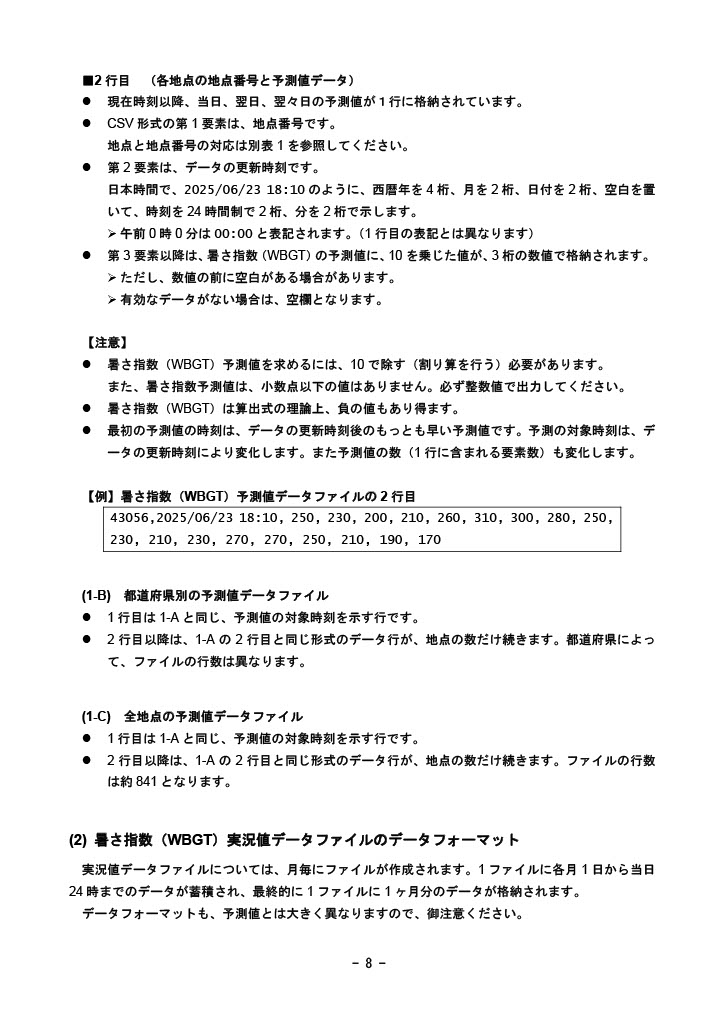 ■2 行目　（各地点の地点番号と予測値データ）
● 現在時刻以降、当日、翌日、翌々日の予測値が 1 行に格納されています。
● CSV 形式の第 1 要素は、地点番号です。
地点と地点番号の対応は別表 1 を参照してください。
● 第 2 要素は、データの更新時刻です。
日本時間で、2025/06/23 18:10 のように、西暦年を 4 桁、月を 2 桁、日付を 2 桁、空白を置
いて、時刻を 24 時間制で 2 桁、分を 2 桁で示します。
➢ 午前 0 時 0 分は 00:00 と表記されます。（1 行目の表記とは異なります）
● 第 3 要素以降は、暑さ指数（WBGT）の予測値に、10 を乗じた値が、3 桁の数値で格納されます。
➢ ただし、数値の前に空白がある場合があります。
➢ 有効なデータがない場合は、空欄となります。
【注意】
● 暑さ指数（WBGT）予測値を求めるには、10 で除す（割り算を行う）必要があります。
また、暑さ指数予測値は、小数点以下の値はありません。必ず整数値で出力してください。
● 暑さ指数（WBGT）は算出式の理論上、負の値もあり得ます。
● 最初の予測値の時刻は、データの更新時刻後のもっとも早い予測値です。予測の対象時刻は、デ
ータの更新時刻により変化します。また予測値の数（1 行に含まれる要素数）も変化します。
【例】暑さ指数（WBGT）予測値データファイルの 2 行目
43056,2025/06/23 18:10, 250, 230, 200, 210, 260, 310, 300, 280, 250,
230, 210, 230, 270, 270, 250, 210, 190, 170
(1-B)　都道府県別の予測値データファイル
● 1 行目は 1-A と同じ、予測値の対象時刻を示す行です。
● 2 行目以降は、1-A の 2 行目と同じ形式のデータ行が、地点の数だけ続きます。都道府県によっ
て、ファイルの行数は異なります。
(1-C)　全地点の予測値データファイル
● 1 行目は 1-A と同じ、予測値の対象時刻を示す行です。
● 2 行目以降は、1-A の 2 行目と同じ形式のデータ行が、地点の数だけ続きます。ファイルの行数
は約 841 となります。
(2) 暑さ指数（WBGT）実況値データファイルのデータフォーマット
実況値データファイルについては、月毎にファイルが作成されます。1 ファイルに各月 1 日から当日
24 時までのデータが蓄積され、最終的に 1 ファイルに 1 ヶ月分のデータが格納されます。
データフォーマットも、予測値とは大きく異なりますので、御注意ください。
- 8 -